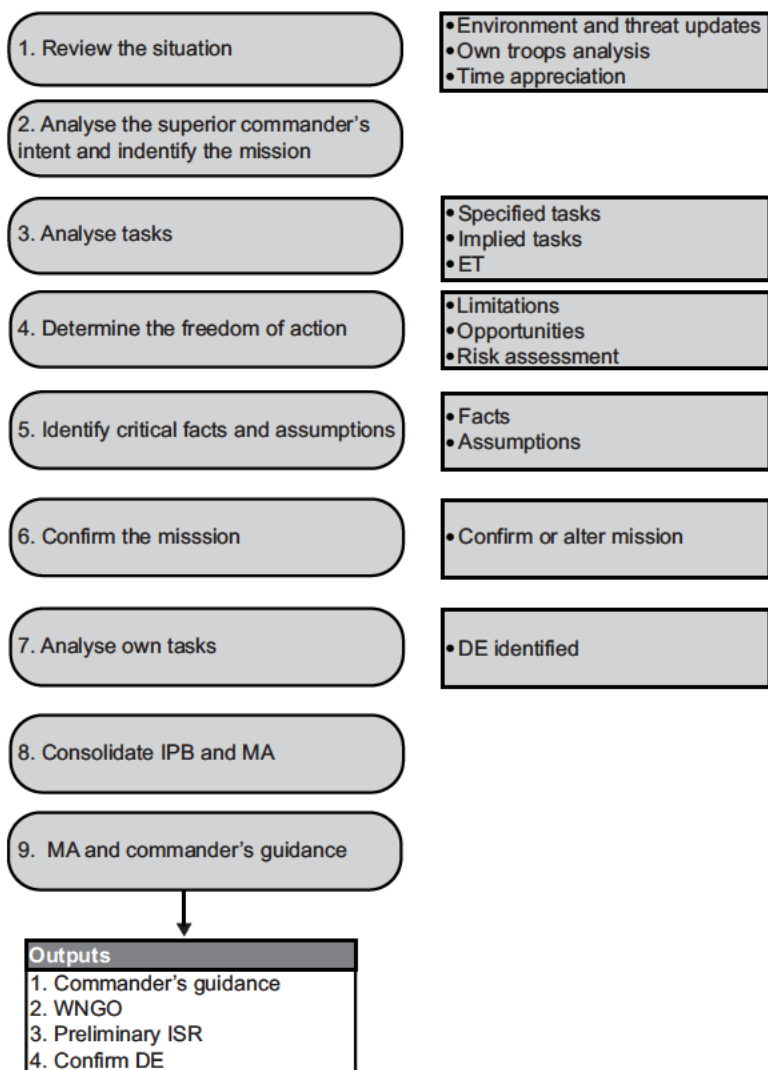 1. Review the situation
• Environment and threat updates
• Own troops analysis
• Time appreciation
2. Analyse the superior commander's
intent and indentify the mission
3. Analyse tasks
• Specified tasks
• Implied tasks
• ET
4. Determine the freedom of action
• Limitations
• Opportunities
• Risk assessment
5. Identify critical facts and assumptions
• Facts
• Assumptions
6. Confirm the misssion
• Confirm or alter mission
7. Analyse own tasks
• DE identified
8. Consolidate IPB and MA
9. MA and commander's guidance
Outputs
1. Commander's guidance
2. WNGO
3. Preliminary ISR
4. Confirm DE